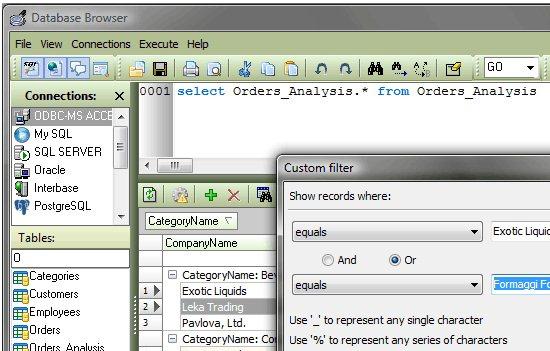 Database Browser
File View Connections Execute Help
SQL
GO
Connections:
ODBC-MS ACCE
My SQL
SQL SERVER
Oracle
Interbase
PostgreSQL
0001 select Orders_Analysis.* from Orders_Analysis
Tables:
0
Categories
Customers
Employees
Orders
Orders_Analysis
CategoryName
CompanyName
CategoryName: Bev
1 Exotic Liquids
2 Leka Trading
3 Pavlova, Ltd.
CategoryName: Cor
Custom filter
Show records where:
equals
Exotic Liquid
And Or
equals
Formaggi Fo
Use '_' to represent any single character
Use '%' to represent any series of characters